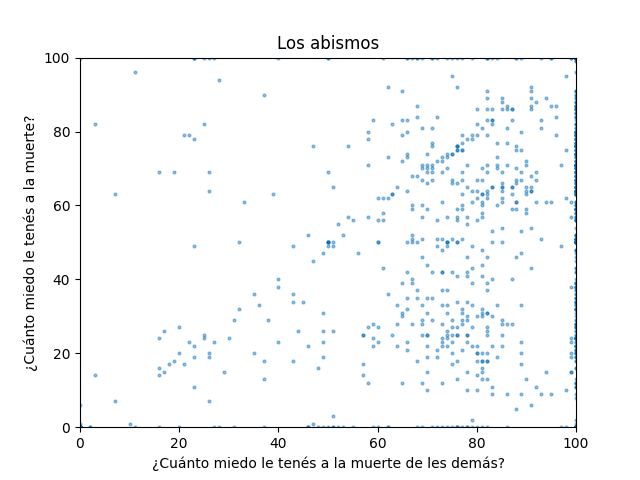 Los abismos
¿Cuánto miedo le tenés a la muerte?
100
80
60
40
20
0
0 20 40 60 80 100
¿Cuánto miedo le tenés a la muerte de les demás?